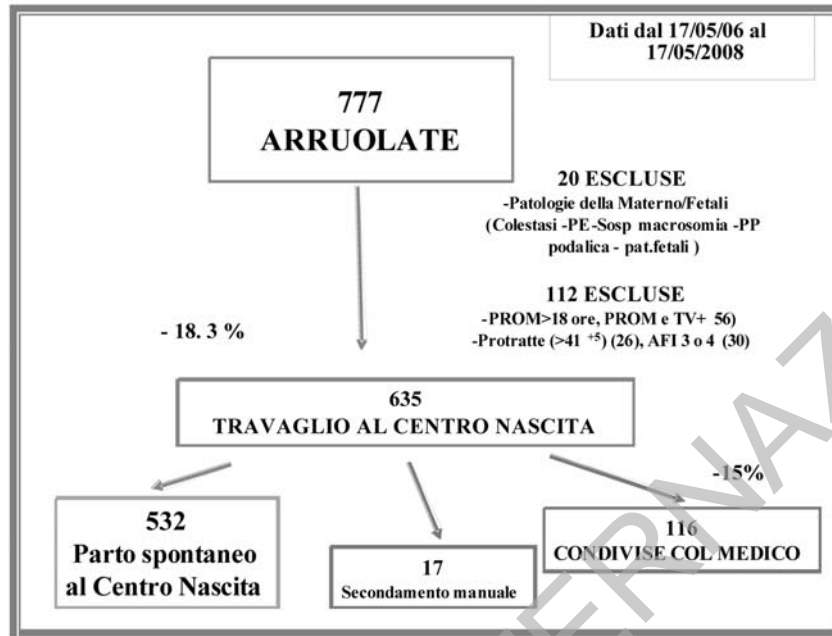 Dati dal 17/05/06 al
17/05/2008
777
ARRUOLATE
20 ESCLUSE
-Patologie della Materno/Fetali
(Colestasi -PE-Sosp macrosomia -PP
podalica - pat.fetali )
112 ESCLUSE
-PROM>18 ore, PROM e TV+ 56)
-Protratte (>41 +5) (26), AFI 3 o 4 (30)
- 18. 3 %
635
TRAVAGLIO AL CENTRO NASCITA
-15%
532
Parto spontaneo
al Centro Nascita
17
Secondamento manuale
116
CONDIVISE COL MEDICO
ERNAZ